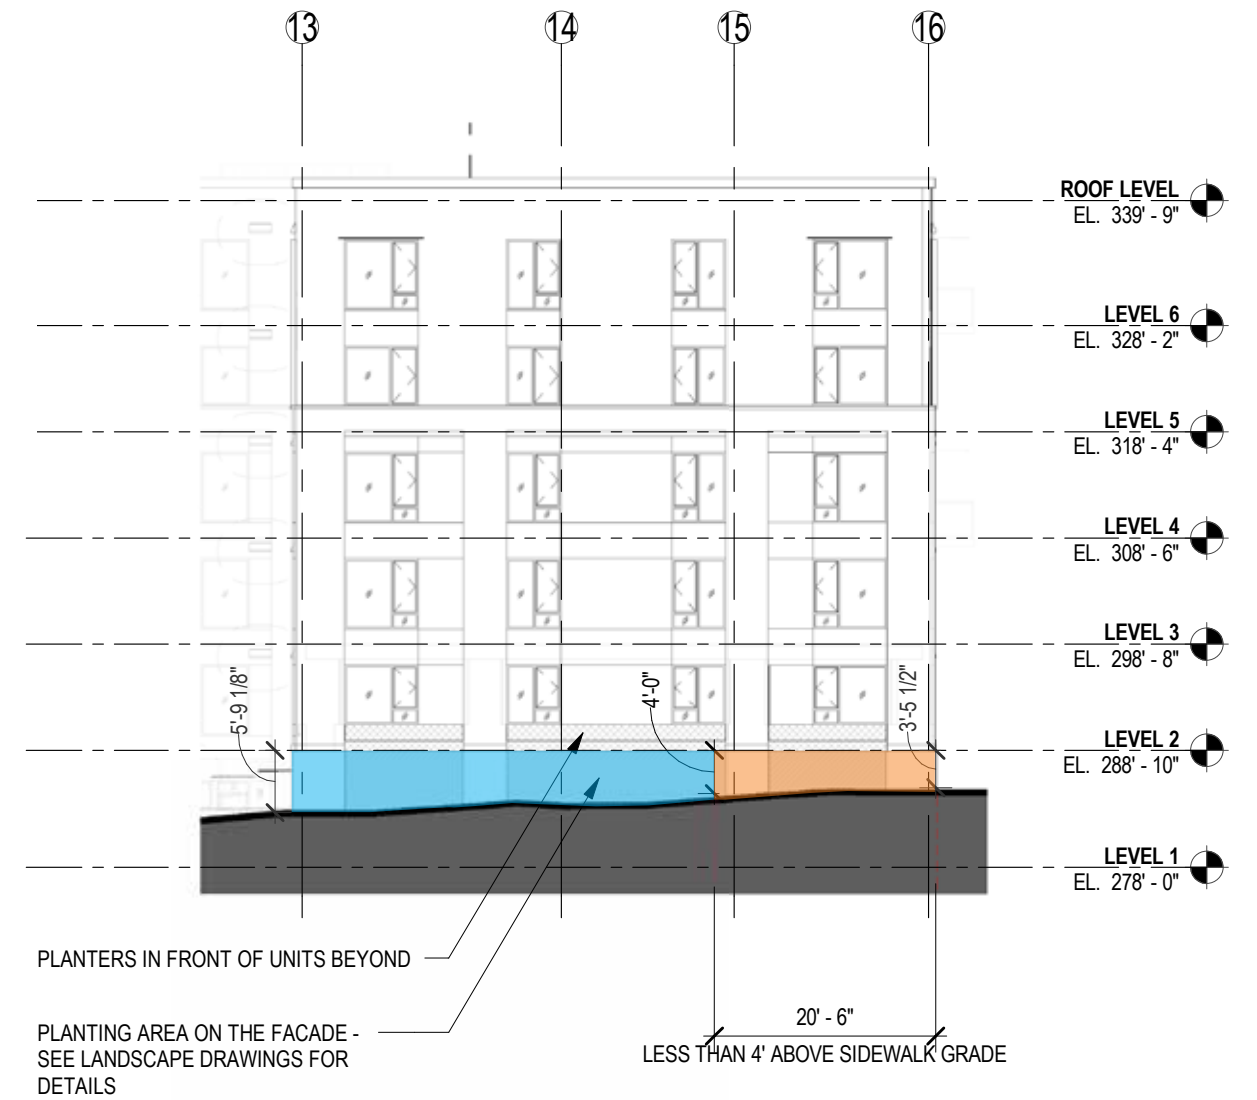 13
14
15
16
ROOF LEVEL
EL. 339' - 9"
LEVEL 6
EL. 328' - 2"
LEVEL 5
EL. 318' - 4"
LEVEL 4
EL. 308' - 6"
LEVEL 3
EL. 298' - 8"
5'-9 1/8"
4'-0"
3'-5 1/2"
LEVEL 2
EL. 288' - 10"
LEVEL 1
EL. 278' - 0"
PLANTERS IN FRONT OF UNITS BEYOND
PLANTING AREA ON THE FACADE -
SEE LANDSCAPE DRAWINGS FOR
DETAILS
20' - 6"
LESS THAN 4' ABOVE SIDEWALK GRADE